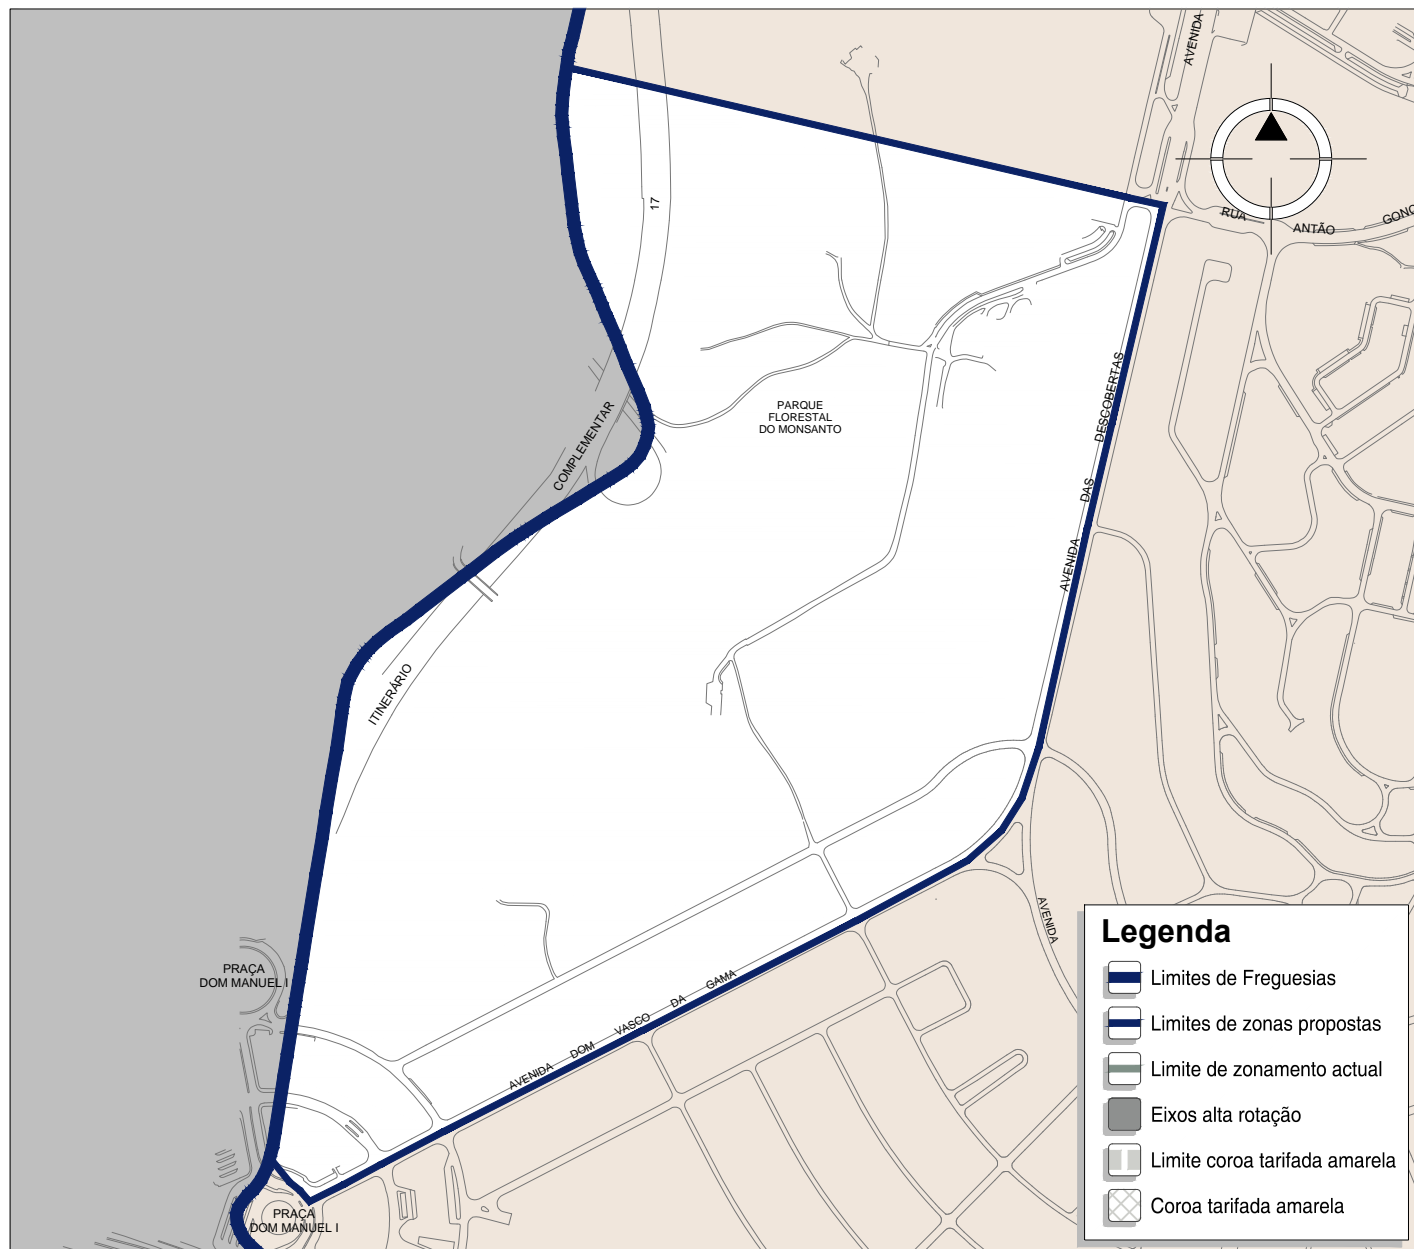 AVENIDA
17
RUA
ANTÃO
GONÇ
DESCOBERTAS
DAS
AVENIDA
PARQUE
FLORESTAL
DO MONSANTO
COMPLEMENTAR
ITINERÁRIO
AVENIDA
PRAÇA
DOM MANUEL I
AVENIDA DOM VASCO DA GAMA
PRAÇA
DOM MANUEL I
Legenda
Limites de Freguesias
Limites de zonas propostas
Limite de zonamento actual
Eixos alta rotação
Limite coroa tarifada amarela
Coroa tarifada amarela